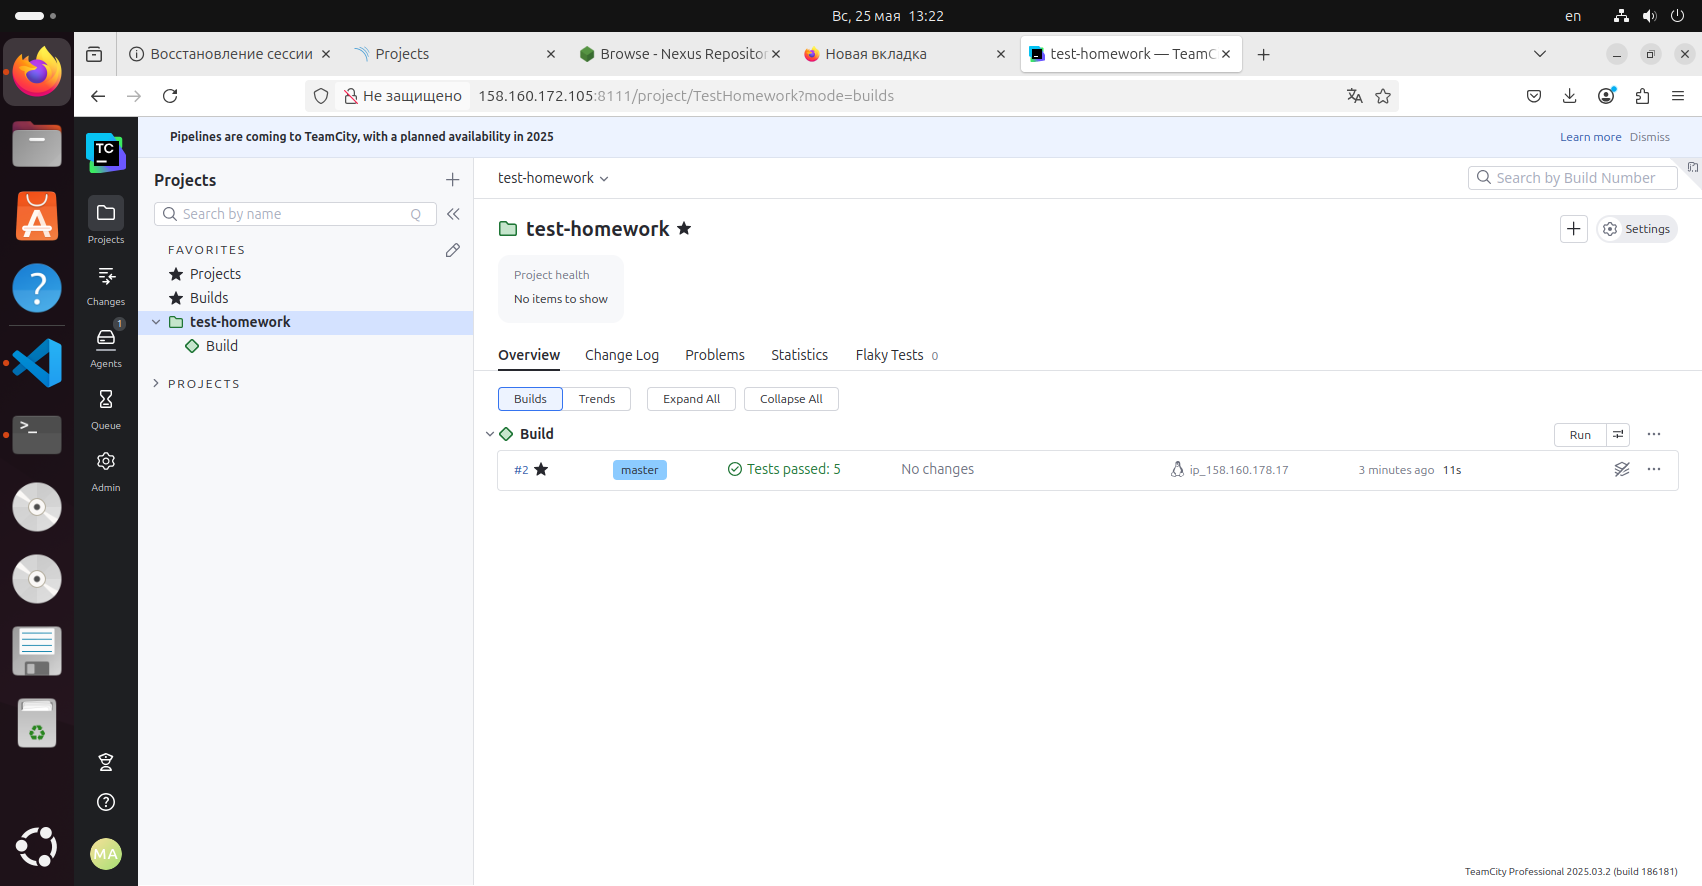 Вс, 25 мая 13:22
en
Восстановление сессии
Projects
Browse - Nexus Repositor
Новая вкладка
test-homework — TeamC
Не защищено
158.160.172.105:8111/project/TestHomework?mode=builds
TC
Pipelines are coming to TeamCity, with a planned availability in 2025
Learn more
Dismiss
Projects
Changes
1
Agents
Queue
Admin
MA
Projects
Search by name
Q
FAVORITES
Projects
Builds
test-homework
Build
PROJECTS
test-homework
Search by Build Number
test-homework
Settings
Project health
No items to show
Overview
Change Log
Problems
Statistics
Flaky Tests 0
Builds
Trends
Expand All
Collapse All
Build
Run
#2
master
Tests passed: 5
No changes
ip_158.160.178.17
3 minutes ago 11s
TeamCity Professional 2025.03.2 (build 186181)